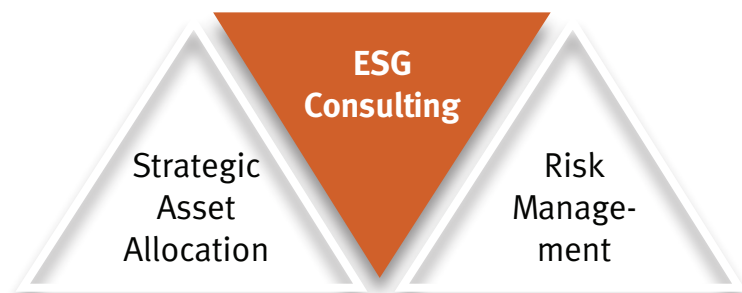 ESG
Consulting
Strategic
Asset
Allocation
Risk
Manage-
ment